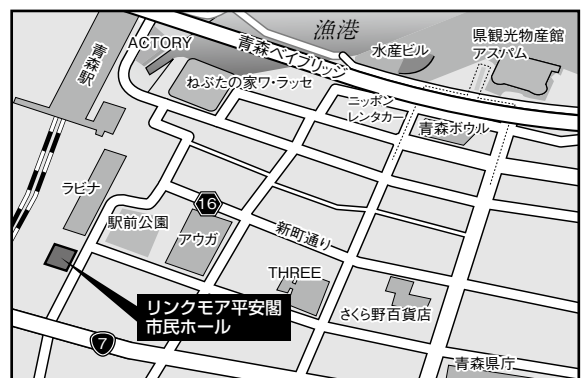 漁港
青森駅
ACTORY
青森ベイブリッジ
水産ビル
県観光物産館
アスパム
ねぶたの家ワ・ラッセ
ニッポン
レンタカー
青森ボウル
ラビナ
16
駅前公園
アウガ
新町通り
THREE
さくら野百貨店
リンクモア平安閣
市民ホール
7
青森県庁